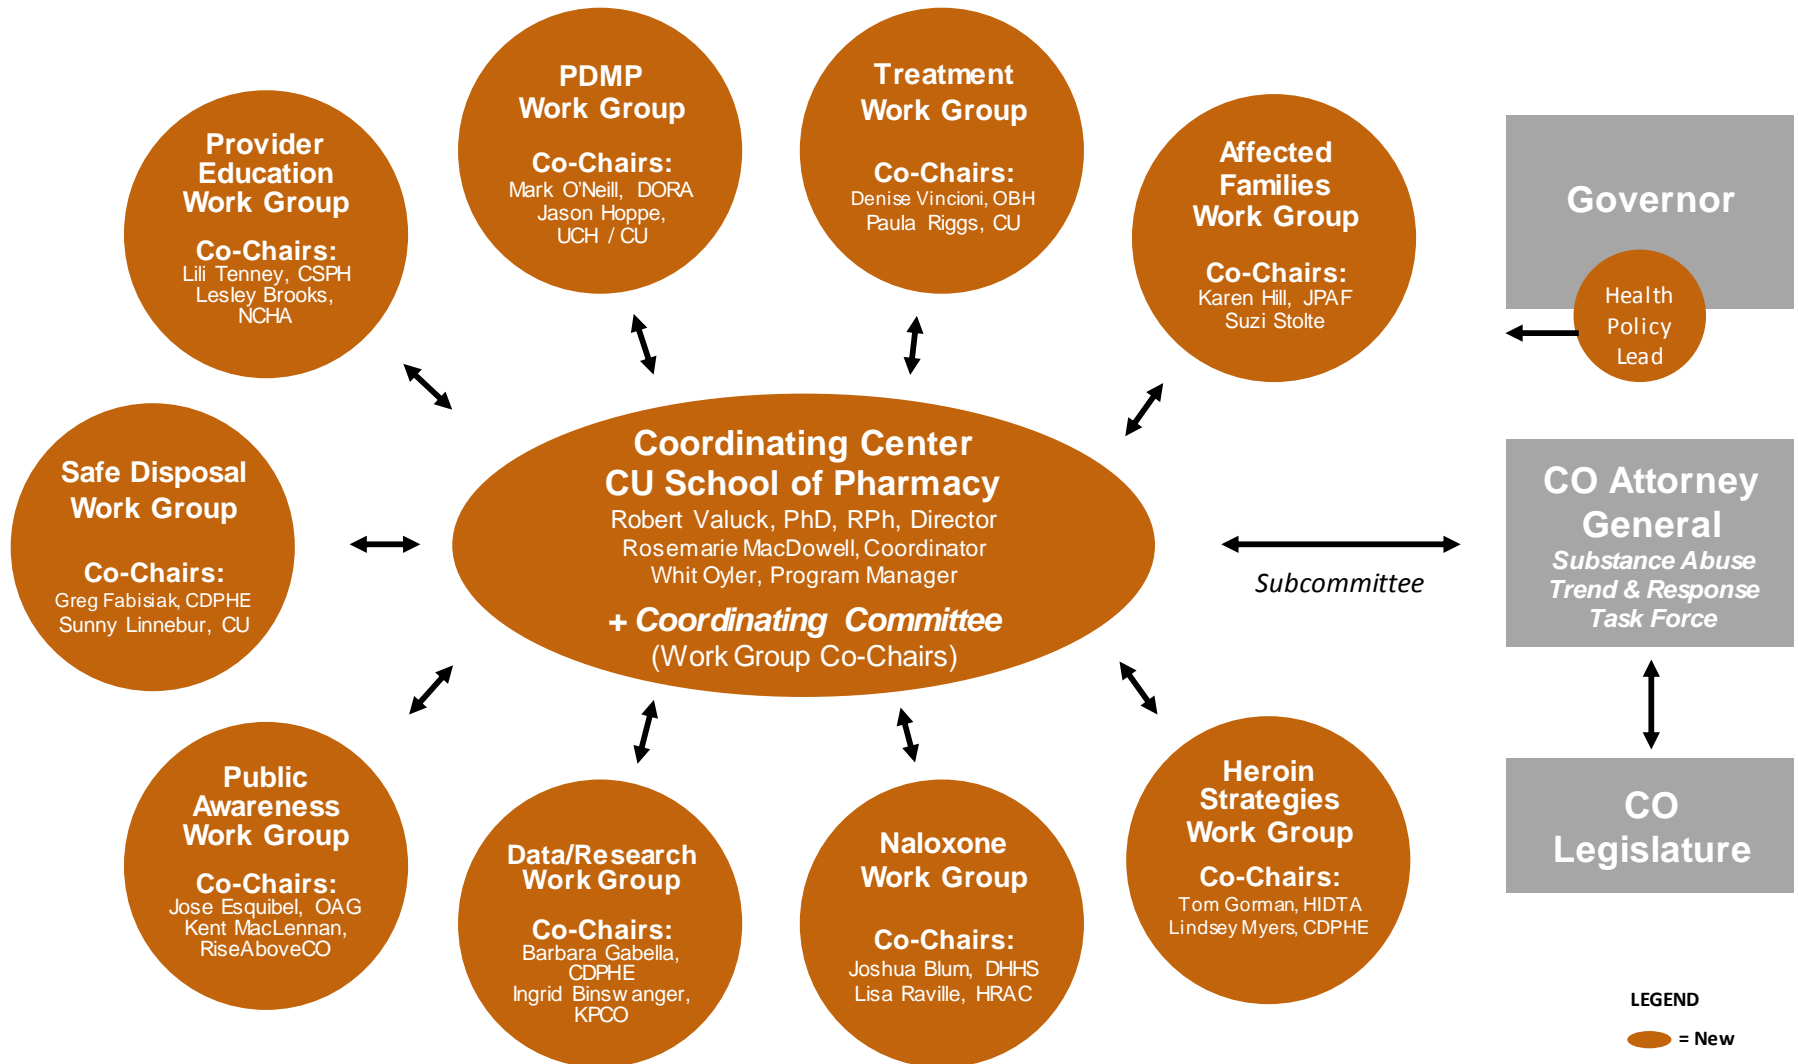 PDMP
Work Group
Co-Chairs:
Mark O'Neill, DORA
Jason Hoppe,
UCH / CU
Treatment
Work Group
Co-Chairs:
Denise Vincioni, OBH
Paula Riggs, CU
Provider
Education
Work Group
Co-Chairs:
Lili Tenney, CSPH
Lesley Brooks,
NCHA
Affected
Families
Work Group
Co-Chairs:
Karen Hill, JPAF
Suzi Stolte
Governor
Health
Policy
Lead
Safe Disposal
Work Group
Co-Chairs:
Greg Fabisiak, CDPHE
Sunny Linnebur, CU
Coordinating Center
CU School of Pharmacy
Robert Valuck, PhD, RPh, Director
Rosemarie MacDowell, Coordinator
Whit Oyler, Program Manager
+ Coordinating Committee
(Work Group Co-Chairs)
Subcommittee
CO Attorney
General
Substance Abuse
Trend & Response
Task Force
Public
Awareness
Work Group
Co-Chairs:
Jose Esquibel, OAG
Kent MacLennan,
RiseAboveCO
Data/Research
Work Group
Co-Chairs:
Barbara Gabella,
CDPHE
Ingrid Binswanger,
KPCO
Naloxone
Work Group
Co-Chairs:
Joshua Blum, DHHS
Lisa Raville, HRAC
Heroin
Strategies
Work Group
Co-Chairs:
Tom Gorman, HIDTA
Lindsey Myers, CDPHE
CO
Legislature
LEGEND
= New